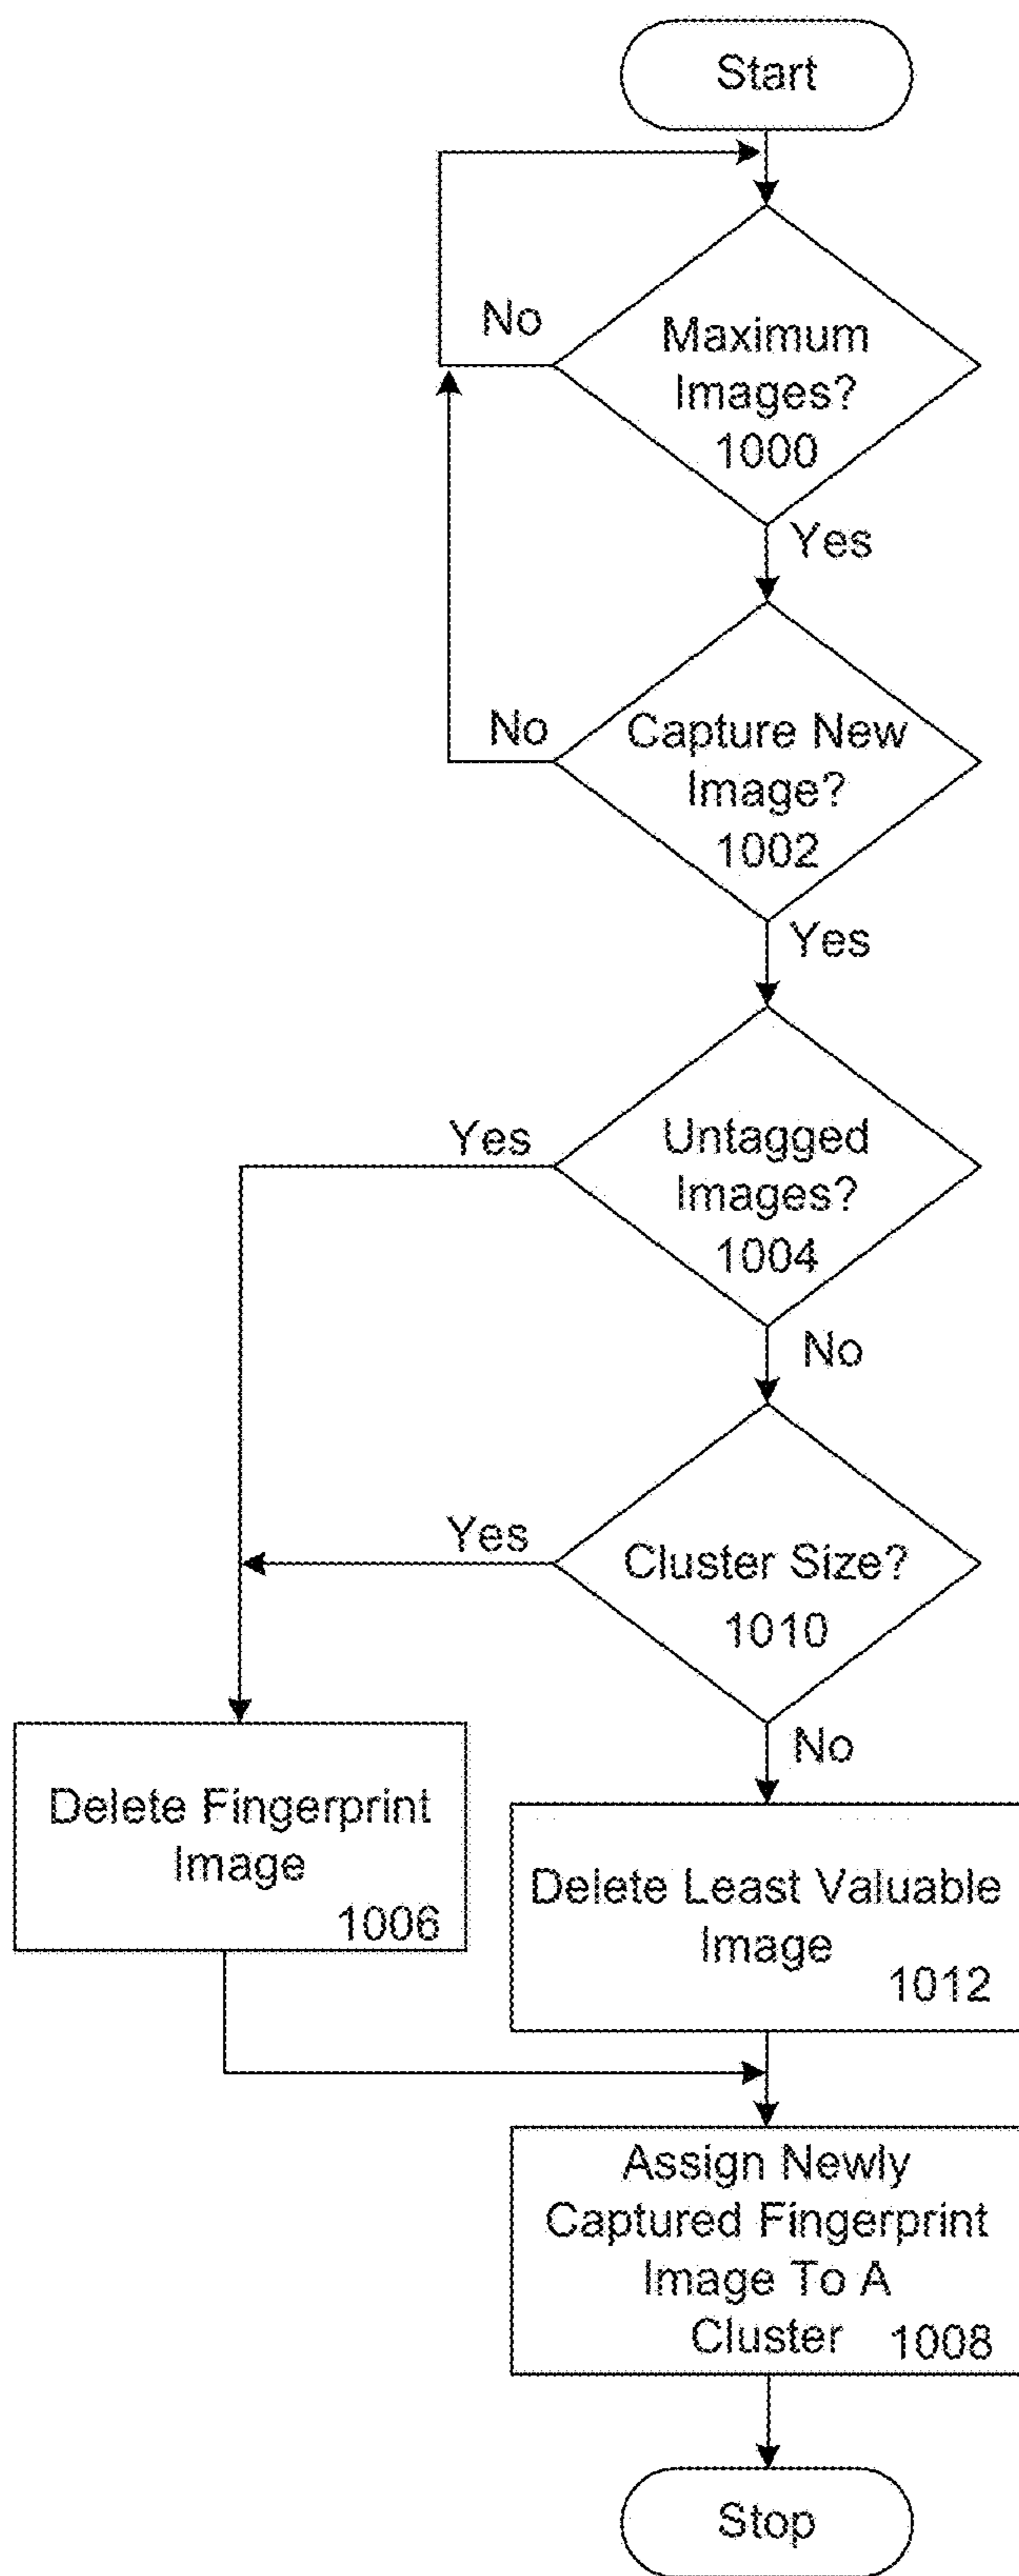 Start
No
Maximum
Images?
1000
Yes
No
Capture New
Image?
1002
Yes
Yes
Untagged
Images?
1004
No
Yes
Cluster Size?
1010
No
Delete Fingerprint
Image
1006
Delete Least Valuable
Image
1012
Assign Newly
Captured Fingerprint
Image To A
Cluster 1008
Stop